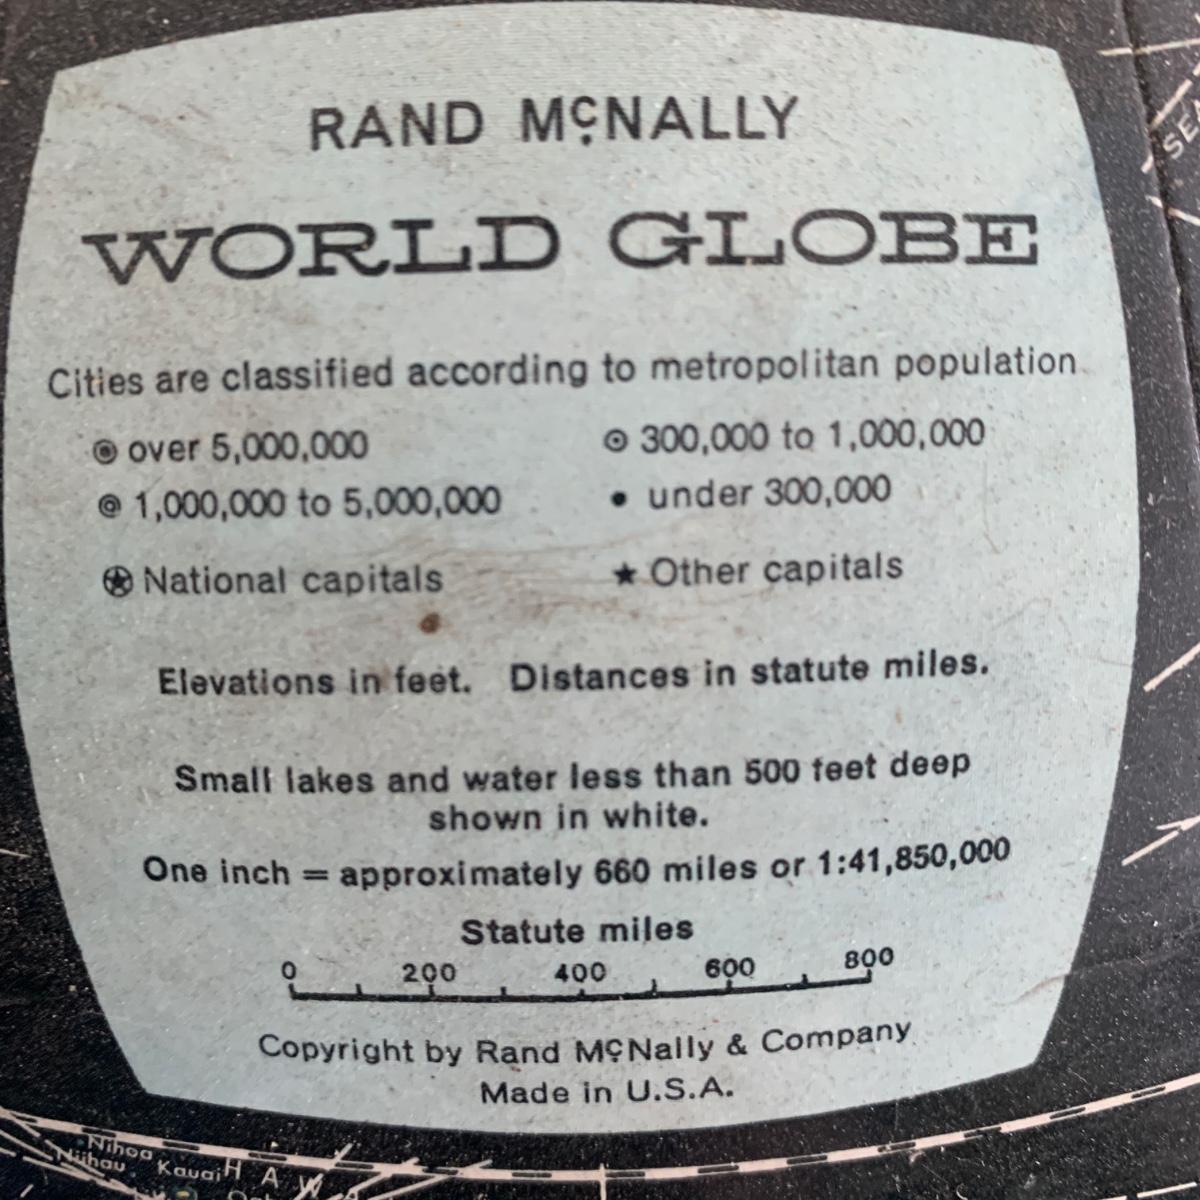 RAND McNALLY
WORLD GLOBE
Cities are classified according to metropolitan population
over 5,000,000
300,000 to 1,000,000
1,000,000 to 5,000,000
under 300,000
★ National capitals
★ Other capitals
Elevations in feet. Distances in statute miles.
Small lakes and water less than 500 feet deep
shown in white.
One inch = approximately 660 miles or 1:41,850,000
Statute miles
0 200 400 600 800
Copyright by Rand McNally & Company
Made in U.S.A.
Nihoa
Niihau Kauai H A W